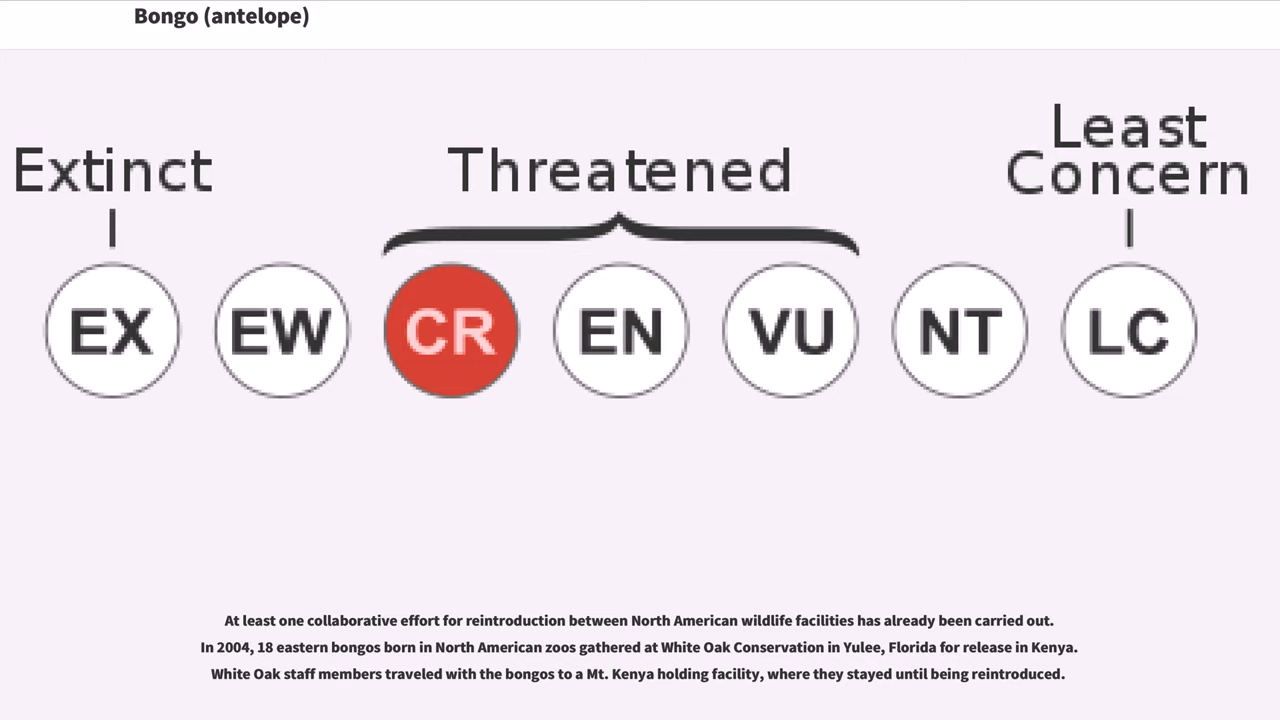 Bongo (antelope)
Extinct
Threatened
Least
Concern
EX EW CR EN VU NT LC
At least one collaborative effort for reintroduction between North American wildlife facilities has already been carried out.
In 2004, 18 eastern bongos born in North American zoos gathered at White Oak Conservation in Yulee, Florida for release in Kenya.
White Oak staff members traveled with the bongos to a Mt. Kenya holding facility, where they stayed until being reintroduced.